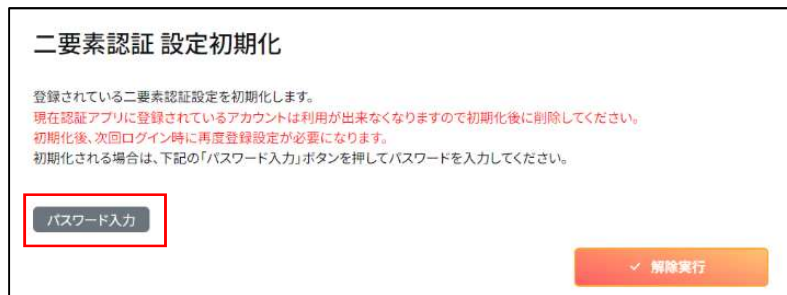 二要素認証 設定初期化
登録されている二要素認証設定を初期化します。
現在認証アプリに登録されているアカウントは利用が出来なくなりますので初期化後に削除してください。
初期化後、次回ログイン時に再度登録設定が必要になります。
初期化される場合は、下記の「パスワード入力」ボタンを押してパスワードを入力してください。
パスワード入力
✓ 解除実行